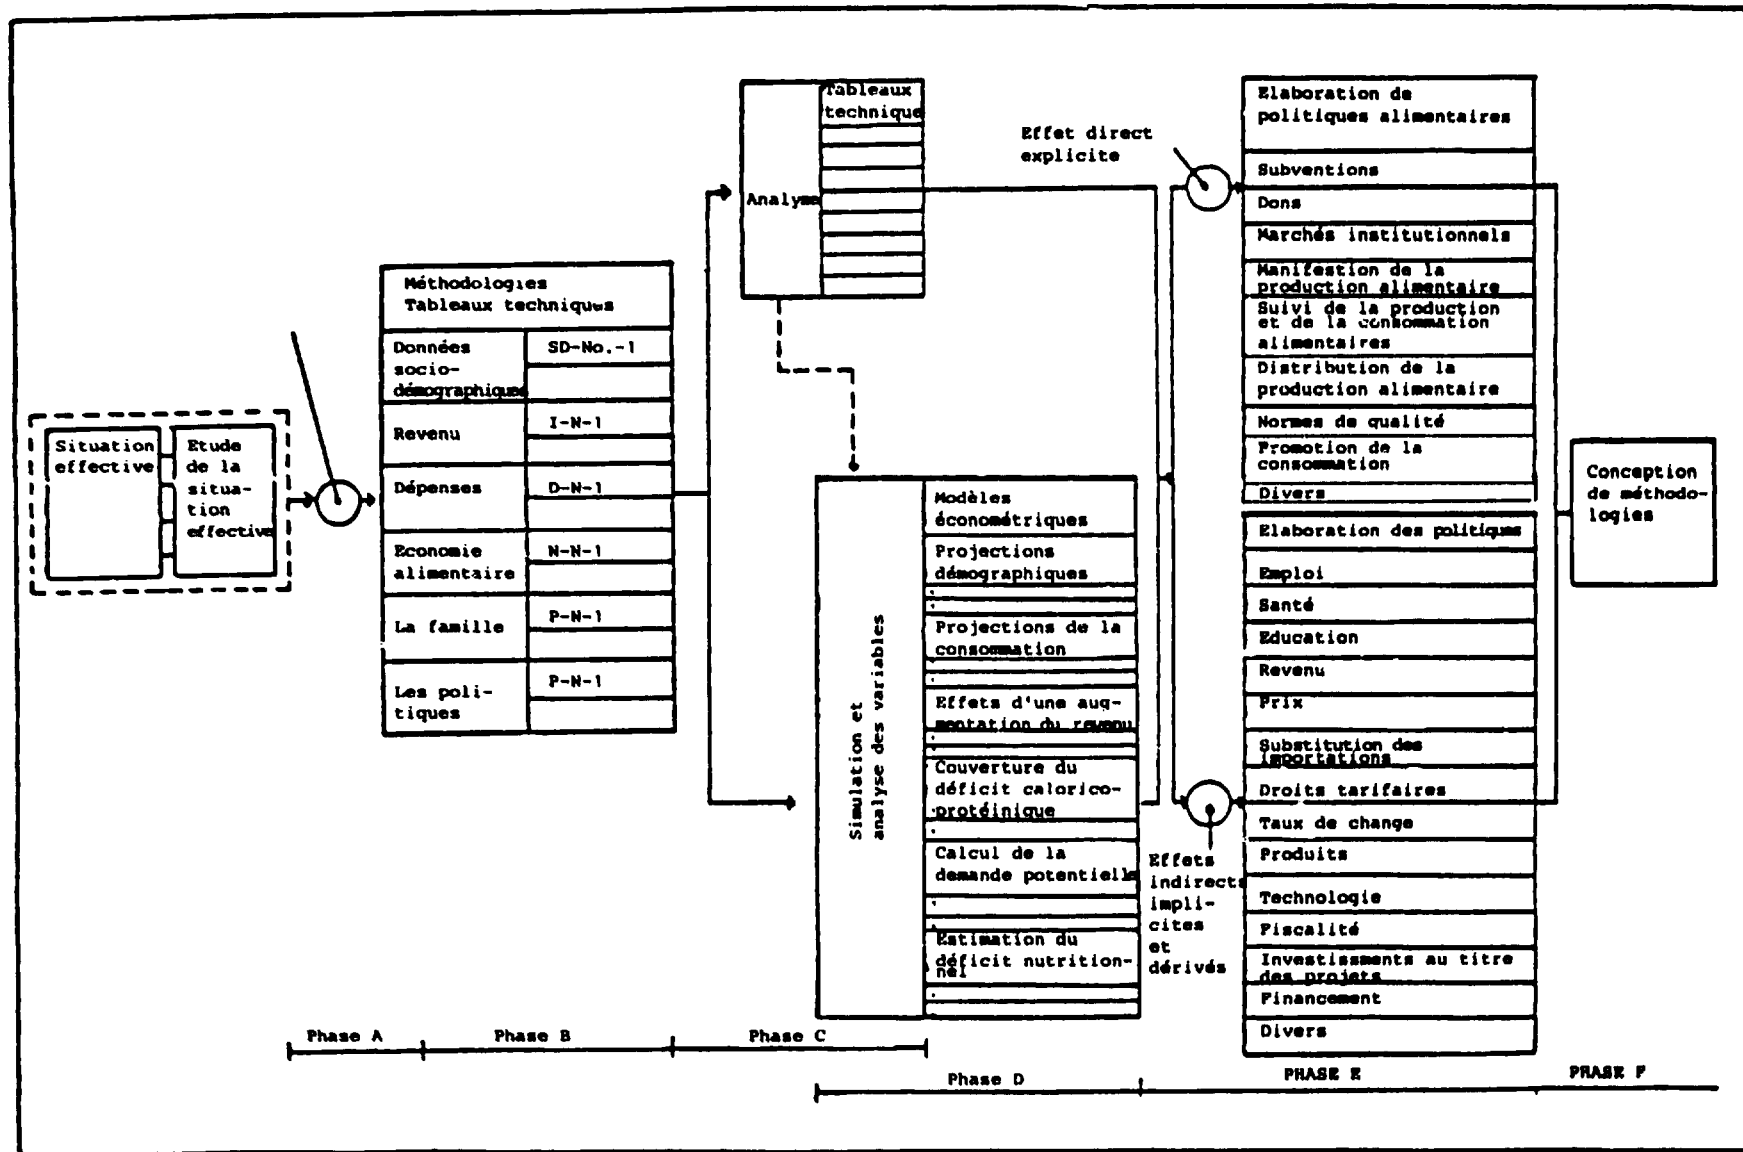 Situation
effective
Etude
de la
situa-
tion
effective
Méthodologies
Tableaux techniques
Données
socio-
démographiques
SD-No.-1
Revenu
I-N-1
Dépenses
D-N-1
Economie
alimentaire
N-N-1
La famille
P-N-1
Les poli-
tiques
P-N-1
Analyse
Tableaux
technique
Simulation et
analyse des variables
Modèles
économétriques
Projections
démographiques
Projections de la
consommation
Effets d'une aug-
mentation du revenu
Couverture du
déficit calorico-
protéinique
Calcul de la
demande potentielle
Estimation du
déficit nutrition-
nel
Effet direct
explicite
Effets
indirects
impli-
cites
et
dérivés
Elaboration de
politiques alimentaires
Subventions
Dons
Marchés institutionnels
Manifestion de la
production alimentaire
Suivi de la production
et de la consommation
alimentaires
Distribution de la
production alimentaire
Normes de qualité
Promotion de la
consommation
Divers
Elaboration des politiques
Emploi
Santé
Education
Revenu
Prix
Substitution des
importations
Droits tarifaires
Taux de change
Produits
Technologie
Fiscalité
Investissments au titre
des projets
Financement
Divers
Conception
de méthodo-
logies
Phase A
Phase B
Phase C
Phase D
PHASE E
PHASE F